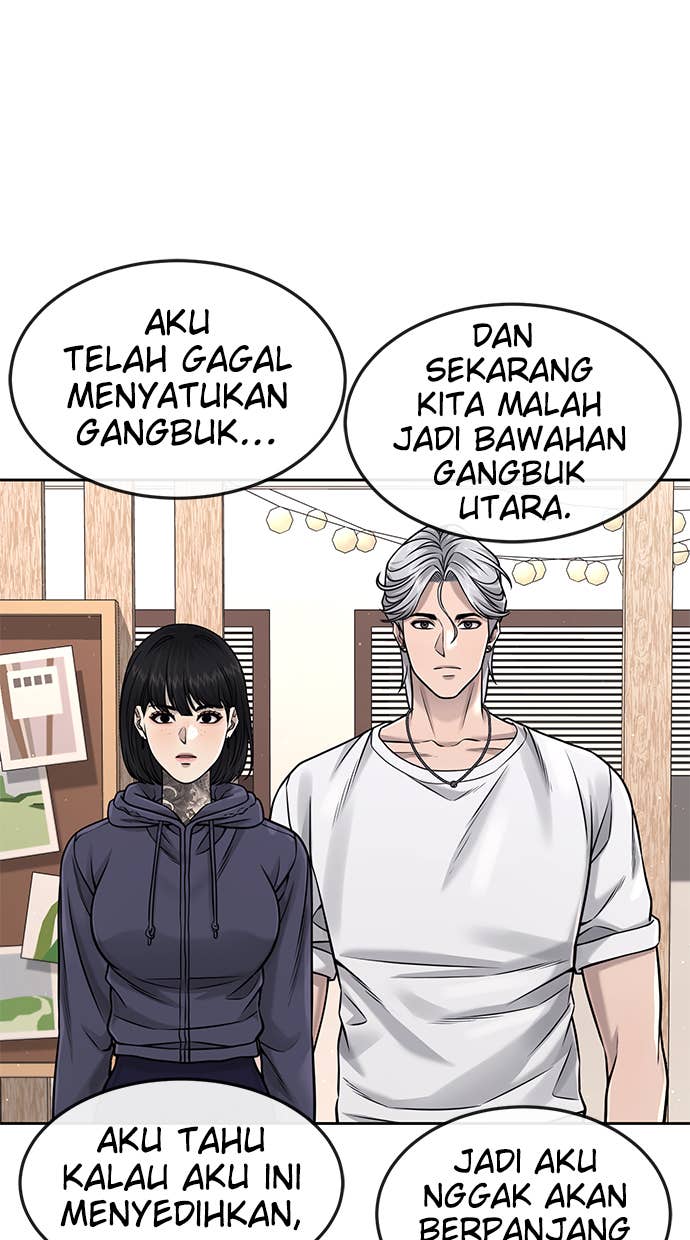 AKU
TELAH GAGAL
MENYATUKAN
GANGBUK...
DAN
SEKARANG
KITA MALAH
JADI BAWAHAN
GANGBUK
UTARA.
AKU TAHU
KALAU AKU INI
MENYEDIHKAN,
JADI AKU
NGGAK AKAN
BERPANJANG